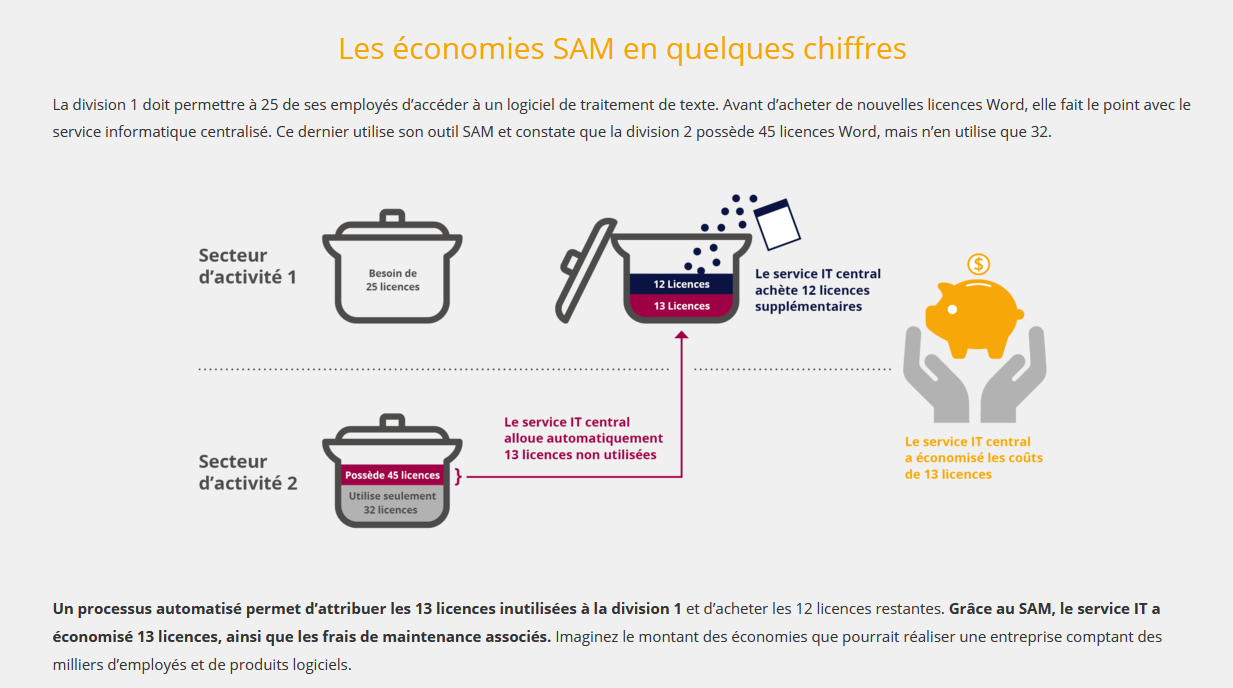 Les économies SAM en quelques chiffres
La division 1 doit permettre à 25 de ses employés d’accéder à un logiciel de traitement de texte. Avant d’acheter de nouvelles licences Word, elle fait le point avec le
service informatique centralisé. Ce dernier utilise son outil SAM et constate que la division 2 possède 45 licences Word, mais n’en utilise que 32.
Secteur
d’activité 1
Besoin de
25 licences
12 Licences
13 Licences
Le service IT central
achète 12 licences
supplémentaires
$
Le service IT central
a économisé les coûts
de 13 licences
Secteur
d’activité 2
Possède 45 licences
Utilise seulement
32 licences
}
Le service IT central
alloue automatiquement
13 licences non utilisées
Un processus automatisé permet d’attribuer les 13 licences inutilisées à la division 1 et d’acheter les 12 licences restantes. Grâce au SAM, le service IT a
économisé 13 licences, ainsi que les frais de maintenance associés. Imaginez le montant des économies que pourrait réaliser une entreprise comptant des
milliers d’employés et de produits logiciels.